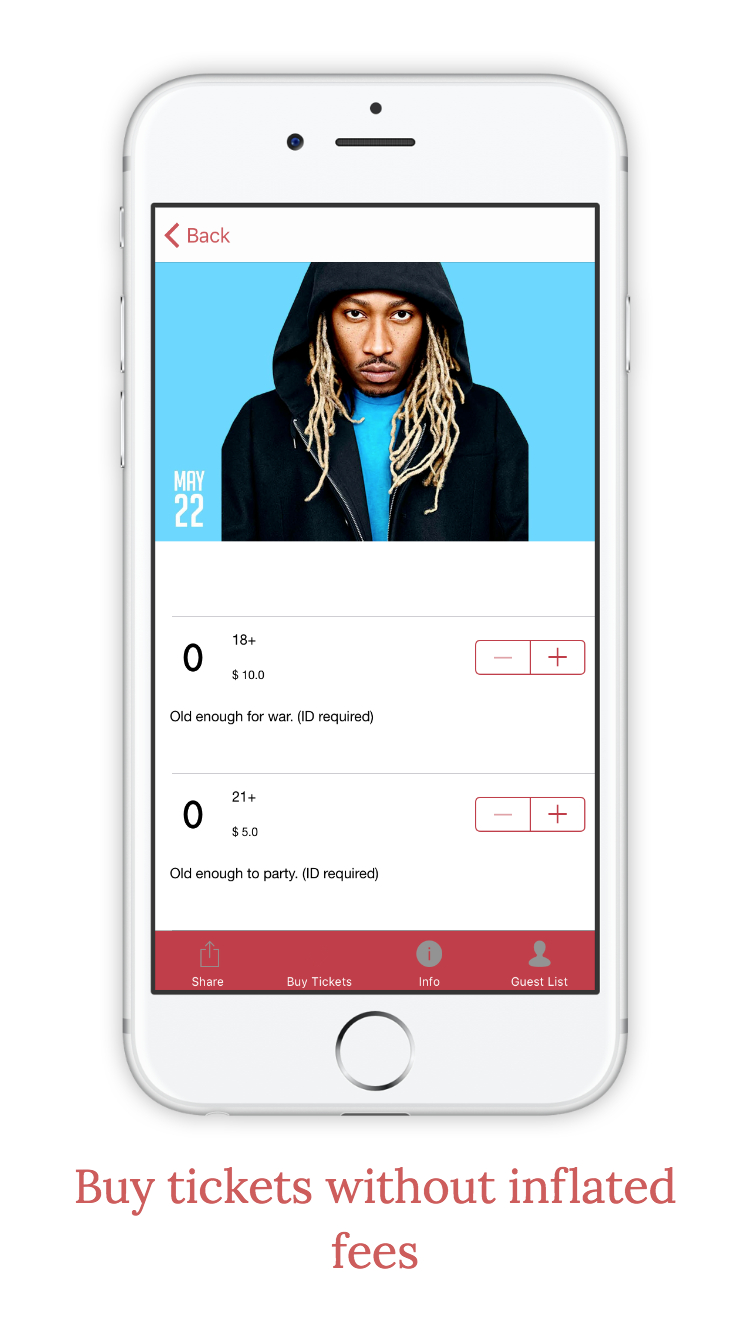 Back
MAY
22
0
18+
$ 10.0
Old enough for war. (ID required)
0
21+
$ 5.0
Old enough to party. (ID required)
Share
Buy Tickets
Info
Guest List
Buy tickets without inflated
fees